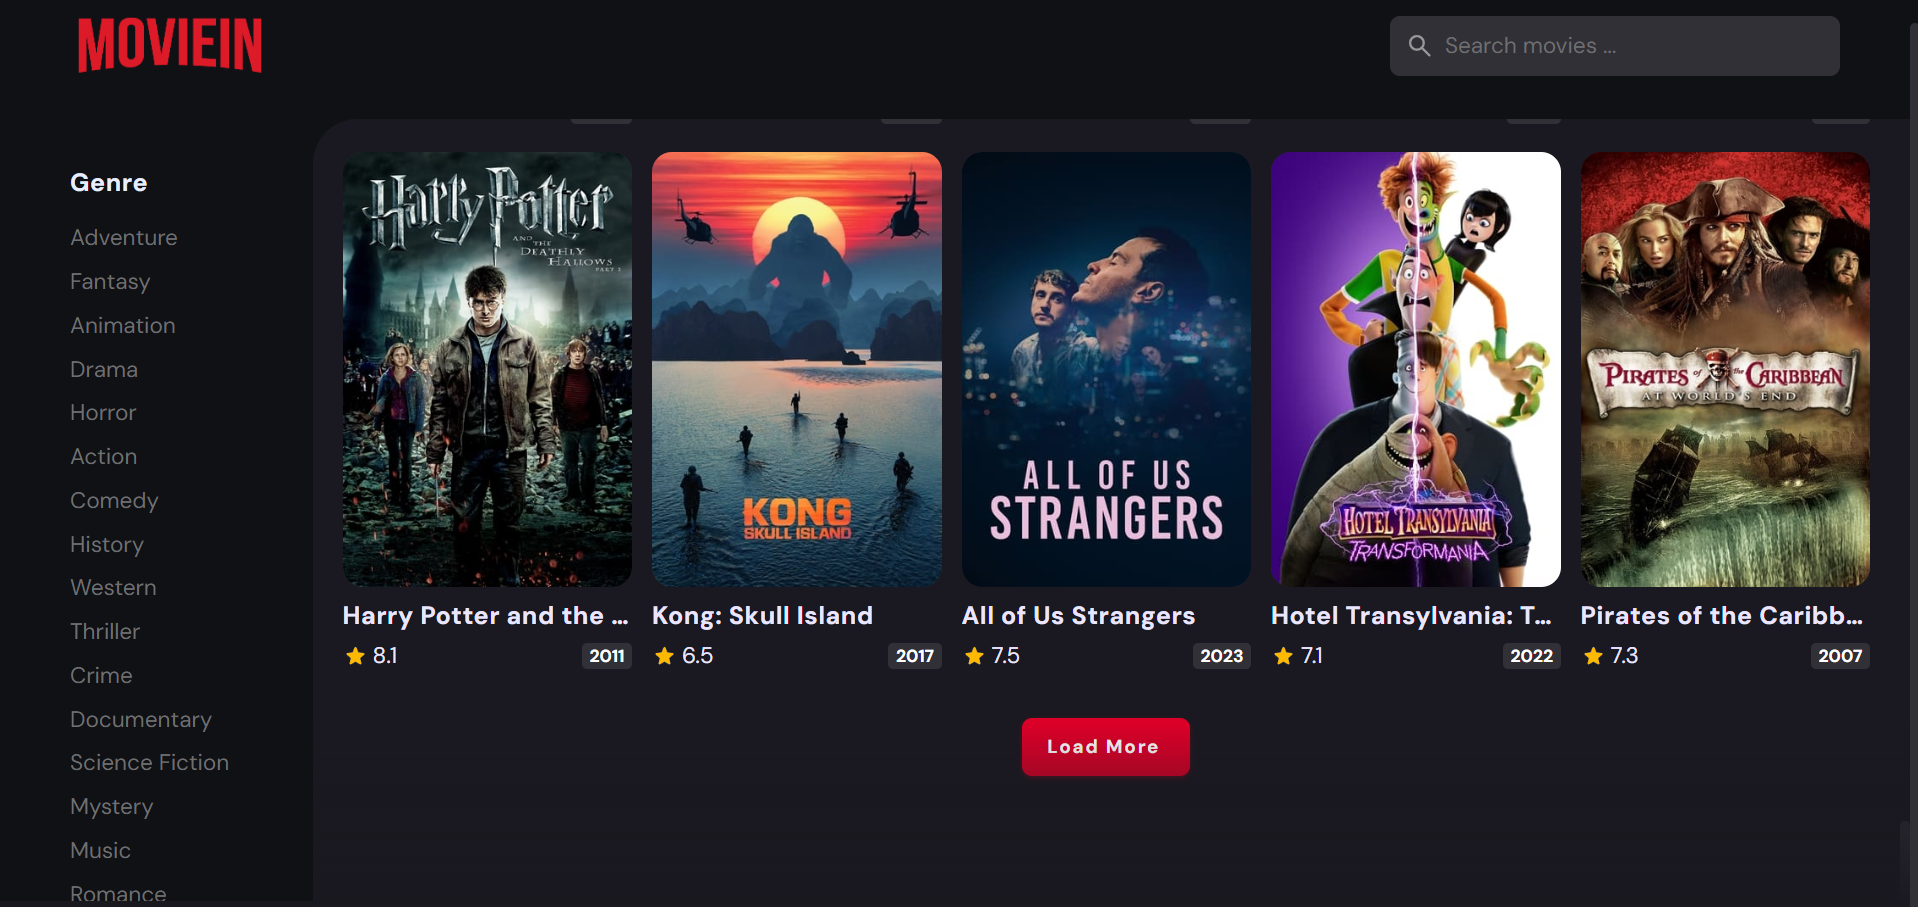 MOVIEIN
Search movies ...
Genre
Adventure
Fantasy
Animation
Drama
Horror
Action
Comedy
History
Western
Thriller
Crime
Documentary
Science Fiction
Mystery
Music
Romance
Harry Potter
AND THE
DEATHLY
HALLOWS
PART 2
KONG
SKULL ISLAND
ALL OF US
STRANGERS
HOTEL TRANSYLVANIA
TRANSFORMANIA
PIRATES of the CARIBBEAN
AT WORLD'S END
Harry Potter and the ...
8.1
2011
Kong: Skull Island
6.5
2017
All of Us Strangers
7.5
2023
Hotel Transylvania: T...
7.1
2022
Pirates of the Caribb...
7.3
2007
Load More